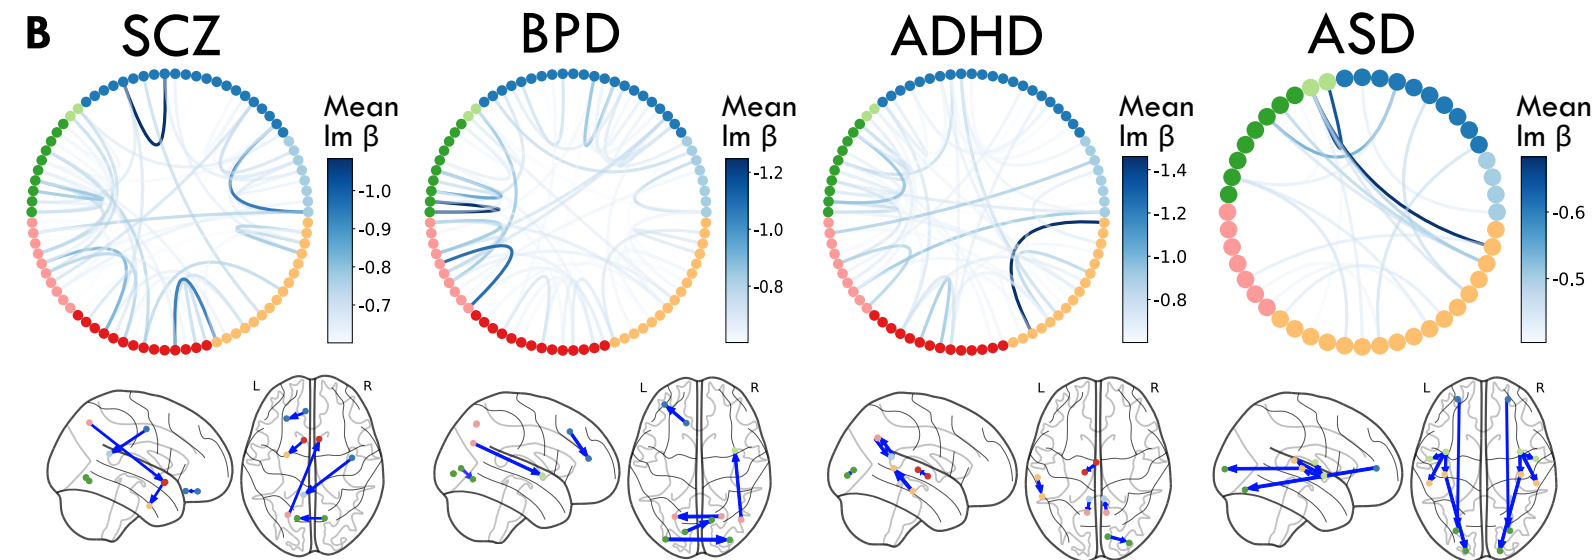 B SCZ BPD ADHD ASD
Mean Im β
-1.0
-0.9
-0.8
-0.7
Mean Im β
-1.2
-1.0
-0.8
Mean Im β
-1.4
-1.2
-1.0
-0.8
Mean Im β
-0.6
-0.5
L R
L R
L R
L R